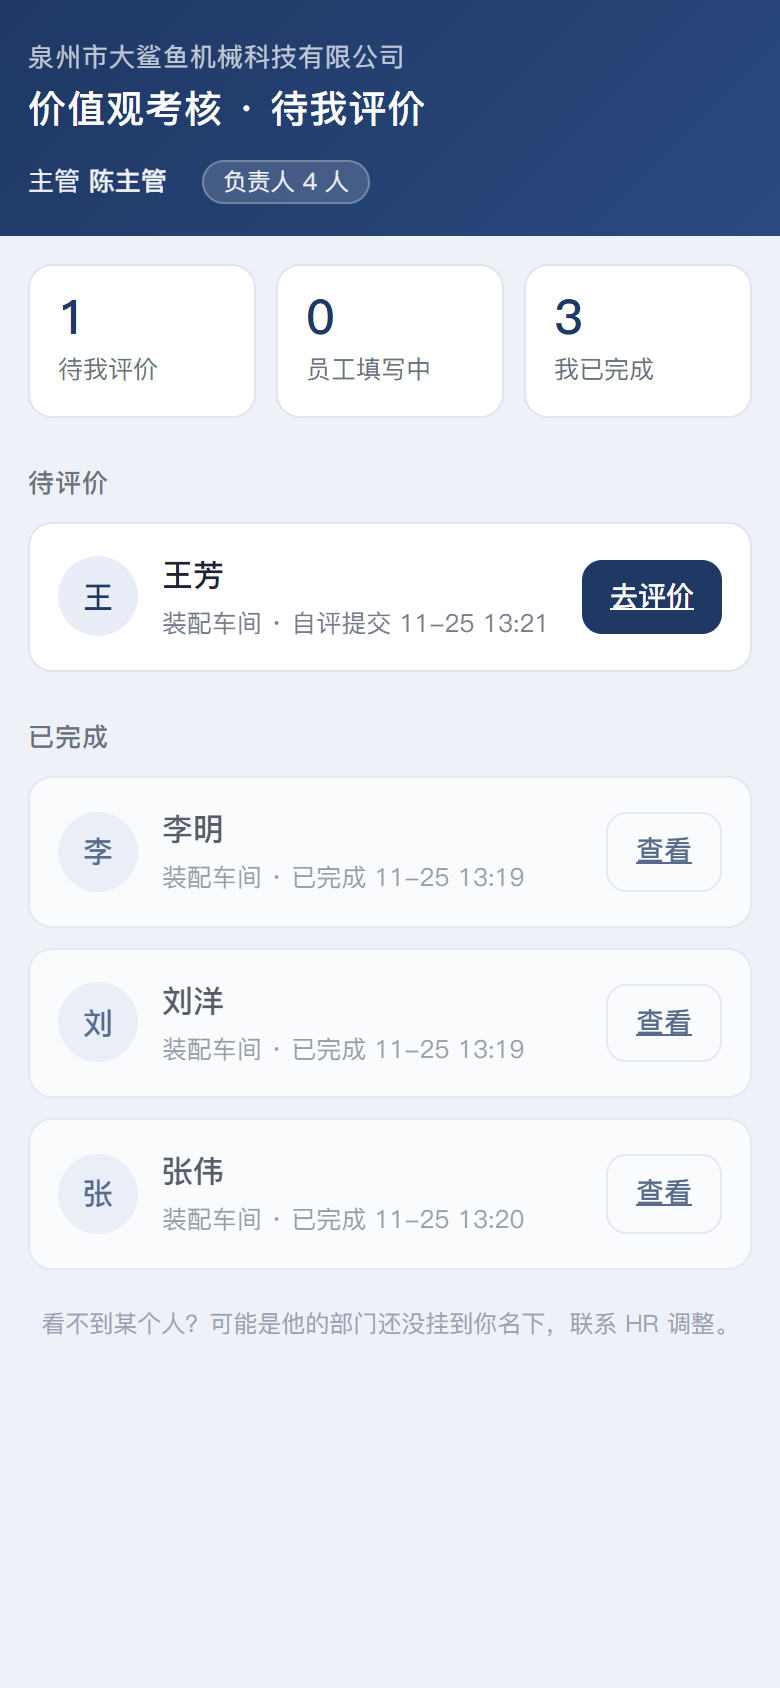 泉州市大鲨鱼机械科技有限公司
价值观考核 · 待我评价
主管 陈主管 负责人 4 人
1
待我评价
0
员工填写中
3
我已完成
待评价
王
王芳
装配车间 · 自评提交 11-25 13:21
去评价
已完成
李
李明
装配车间 · 已完成 11-25 13:19
查看
刘
刘洋
装配车间 · 已完成 11-25 13:19
查看
张
张伟
装配车间 · 已完成 11-25 13:20
查看
看不到某个人？可能是他的部门还没挂到你名下，联系 HR 调整。